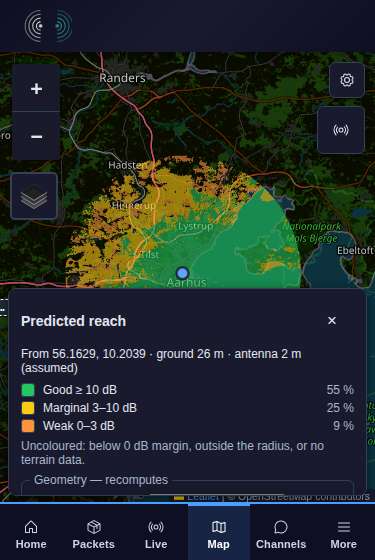 Randers
+
−
Hadsten
Hinnerup
Lystrup
Nationalpark
Mols Bjerge
Ebeltoft
Tilst
Aarhus
Predicted reach
×
From 56.1629, 10.2039 · ground 26 m · antenna 2 m
(assumed)
Good ≥ 10 dB 55 %
Marginal 3–10 dB 25 %
Weak 0–3 dB 9 %
Uncoloured: below 0 dB margin, outside the radius, or no
terrain data.
Geometry — recomputes
Leaflet | © OpenStreetMap contributors
Home Packets Live Map Channels More